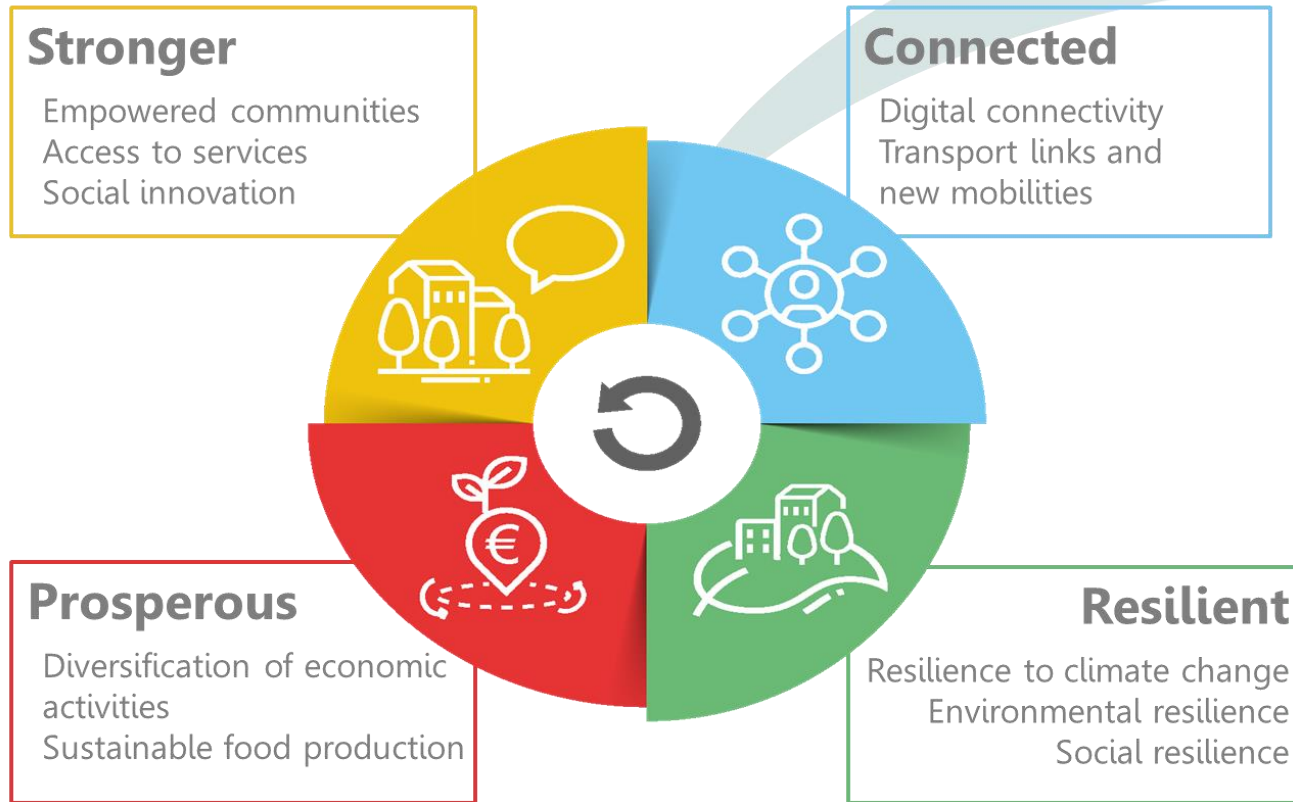 Stronger
Empowered communities
Access to services
Social innovation
Connected
Digital connectivity
Transport links and
new mobilities
€
Prosperous
Diversification of economic
activities
Sustainable food production
Resilient
Resilience to climate change
Environmental resilience
Social resilience